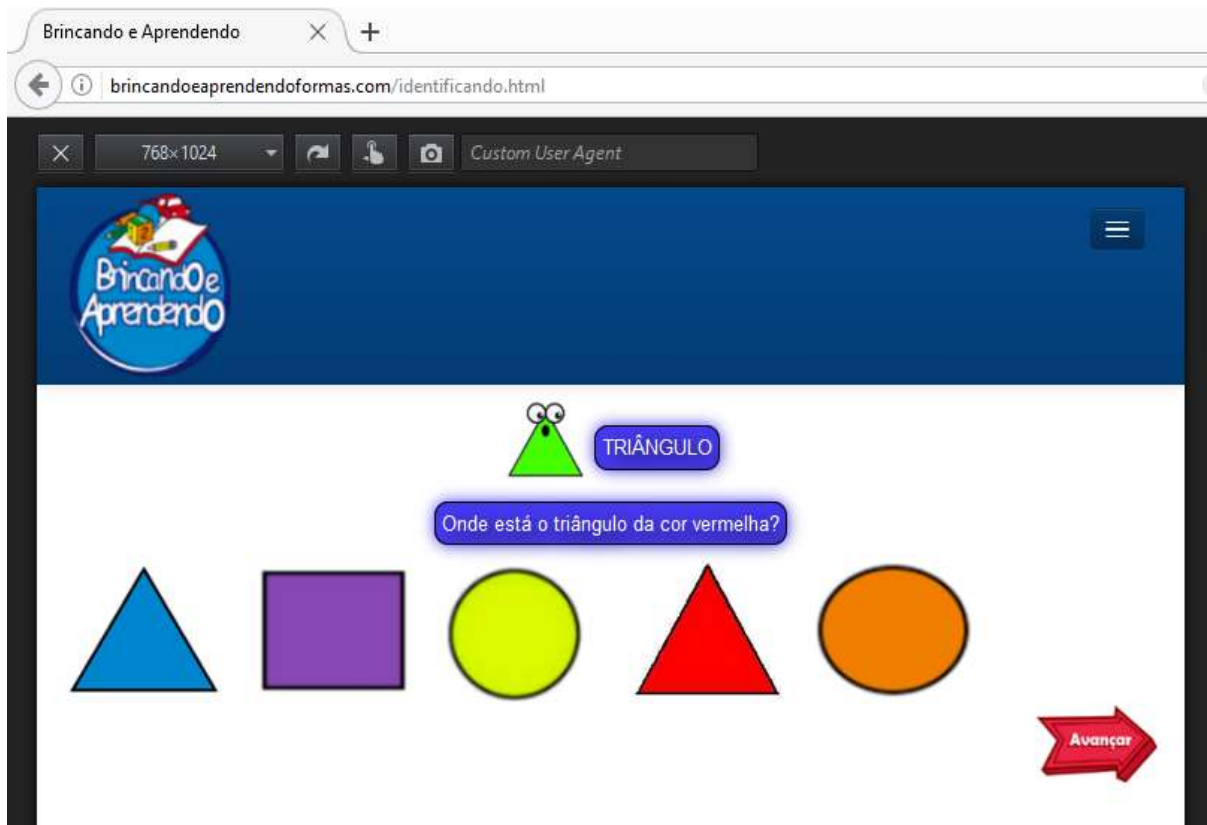 Brincando e Aprendendo
brincandoeaprendendoformas.com/identificando.html
768×1024
Custom User Agent
BrincandO e
AprendendO
TRIÂNGULO
Onde está o triângulo da cor vermelha?
Avançar